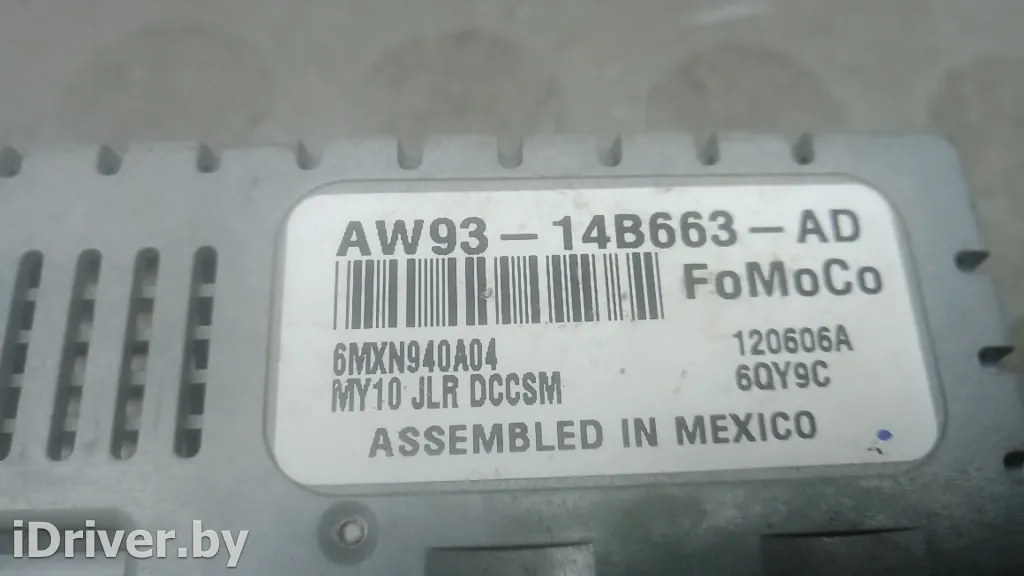 AW93 - 14B663 - AD
FoMoCo
6MXN940A04
120606A
MY10 JLR DCCSM
6QY9C
ASSEMBLED IN MEXICO
iDriver.by